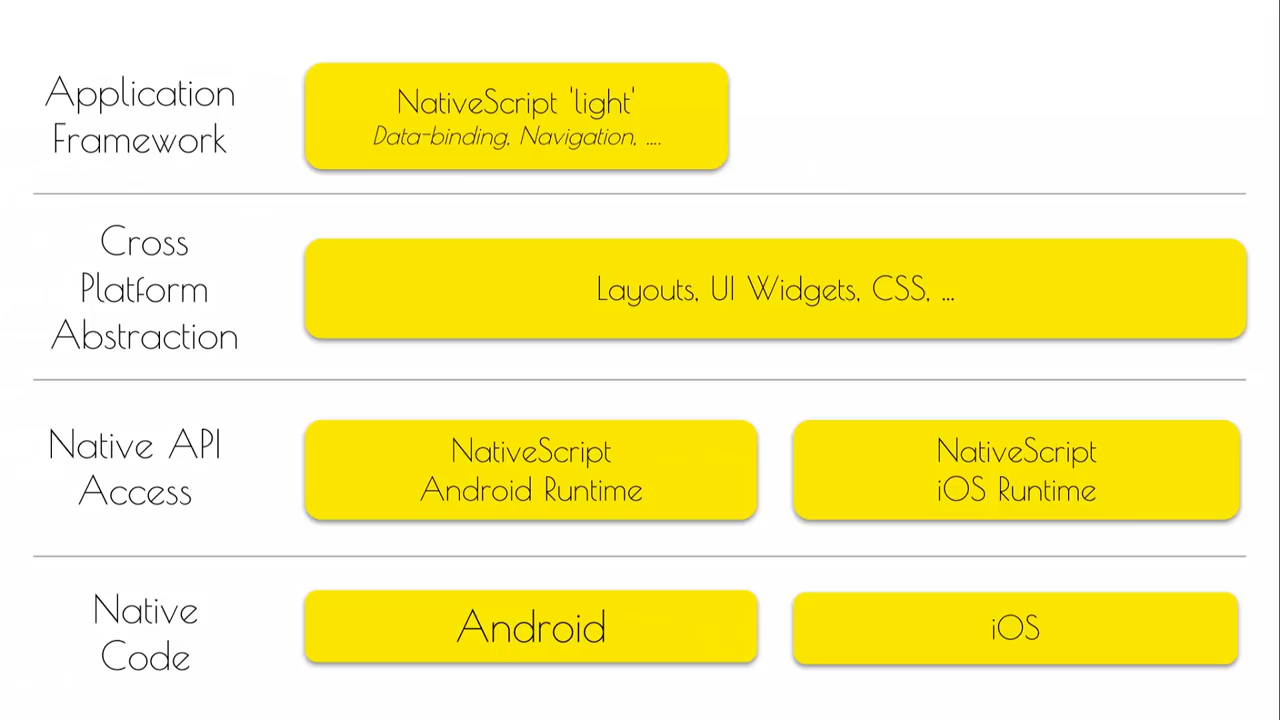 Application
Framework
NativeScript 'light'
Data-binding, Navigation, ....
Cross
Platform
Abstraction
Layouts, UI Widgets, CSS, ...
Native API
Access
NativeScript
Android Runtime
NativeScript
iOS Runtime
Native
Code
Android
iOS